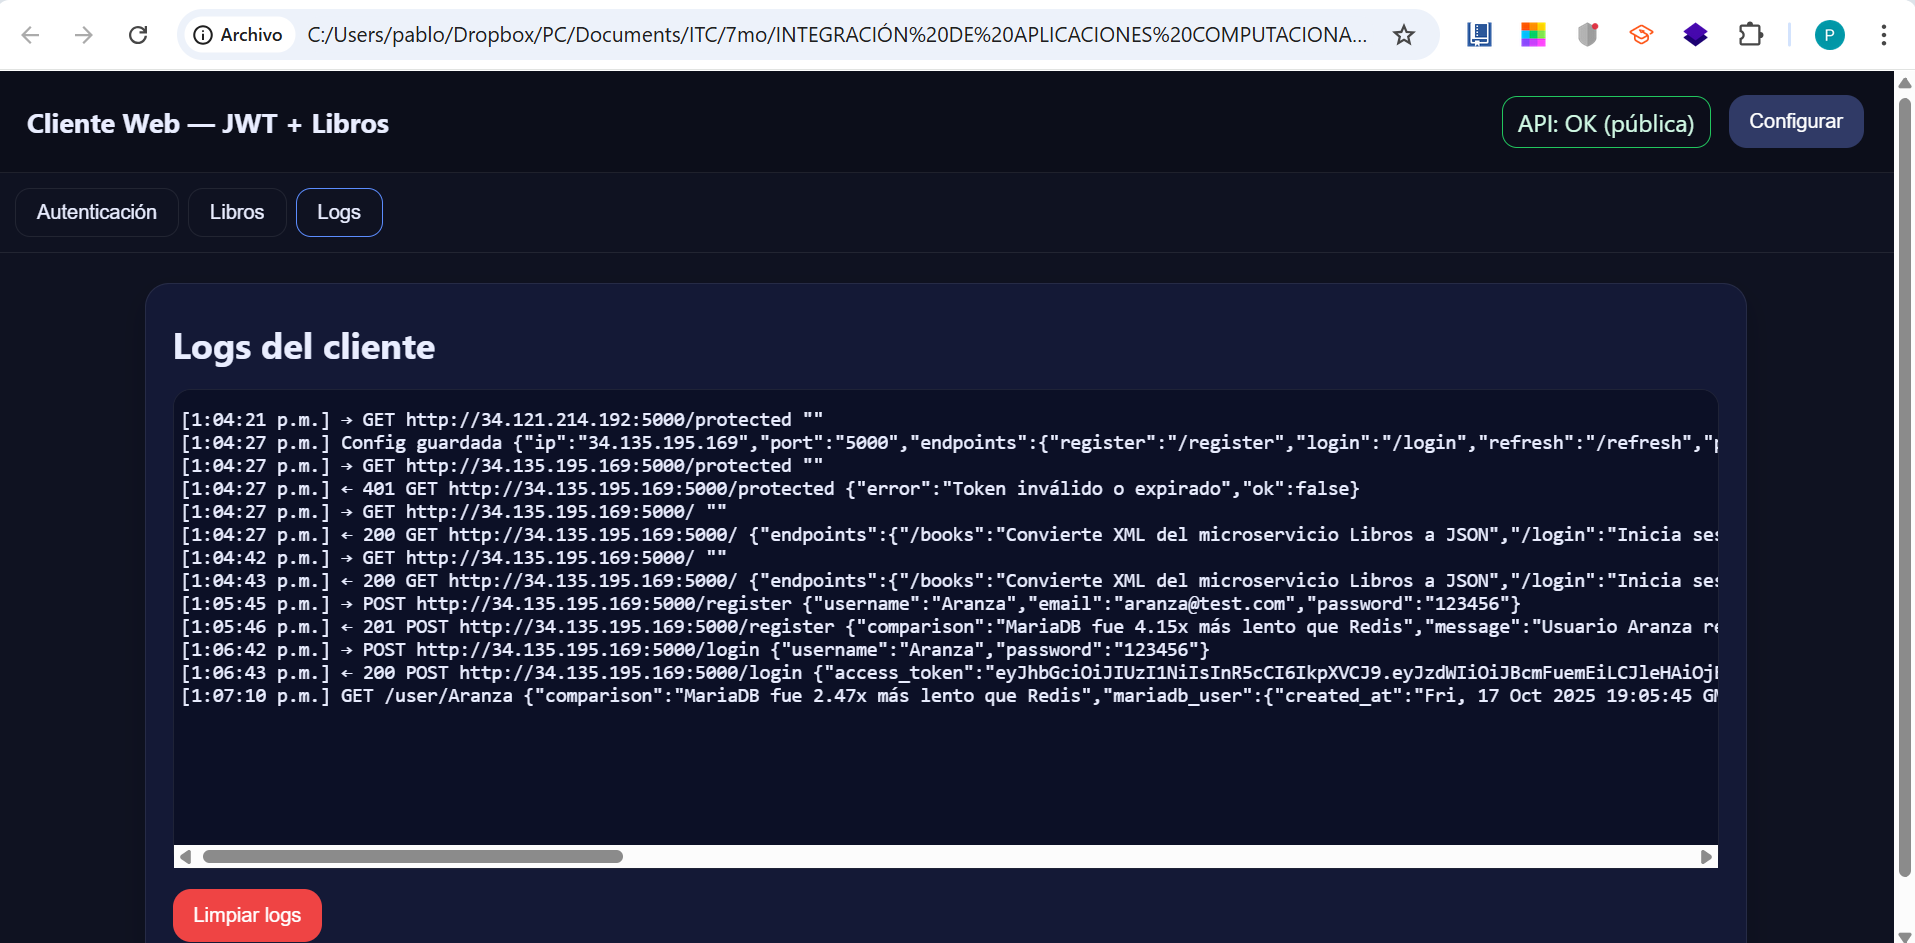 Archivo
C:/Users/pablo/Dropbox/PC/Documents/ITC/7mo/INTEGRACIÓN%20DE%20APLICACIONES%20COMPUTACIONA...
P
Cliente Web — JWT + Libros
API: OK (pública)
Configurar
Autenticación
Libros
Logs
Logs del cliente
[1:04:21 p.m.] → GET http://34.121.214.192:5000/protected ""
[1:04:27 p.m.] Config guardada {"ip":"34.135.195.169","port":"5000","endpoints":{"register":"/register","login":"/login","refresh":"/refresh","p
[1:04:27 p.m.] → GET http://34.135.195.169:5000/protected ""
[1:04:27 p.m.] ← 401 GET http://34.135.195.169:5000/protected {"error":"Token inválido o expirado","ok":false}
[1:04:27 p.m.] → GET http://34.135.195.169:5000/ ""
[1:04:27 p.m.] ← 200 GET http://34.135.195.169:5000/ {"endpoints":{"/books":"Convierte XML del microservicio Libros a JSON","/login":"Inicia ses
[1:04:42 p.m.] → GET http://34.135.195.169:5000/ ""
[1:04:43 p.m.] ← 200 GET http://34.135.195.169:5000/ {"endpoints":{"/books":"Convierte XML del microservicio Libros a JSON","/login":"Inicia ses
[1:05:45 p.m.] → POST http://34.135.195.169:5000/register {"username":"Aranza","email":"aranza@test.com","password":"123456"}
[1:05:46 p.m.] ← 201 POST http://34.135.195.169:5000/register {"comparison":"MariaDB fue 4.15x más lento que Redis","message":"Usuario Aranza re
[1:06:42 p.m.] → POST http://34.135.195.169:5000/login {"username":"Aranza","password":"123456"}
[1:06:43 p.m.] ← 200 POST http://34.135.195.169:5000/login {"access_token":"eyJhbGciOiJIUzI1NiIsInR5cCI6IkpXVCJ9.eyJzdWIiOiJBcmFuemEiLCJleHAiOjE
[1:07:10 p.m.] GET /user/Aranza {"comparison":"MariaDB fue 2.47x más lento que Redis","mariadb_user":{"created_at":"Fri, 17 Oct 2025 19:05:45 GM
Limpiar logs